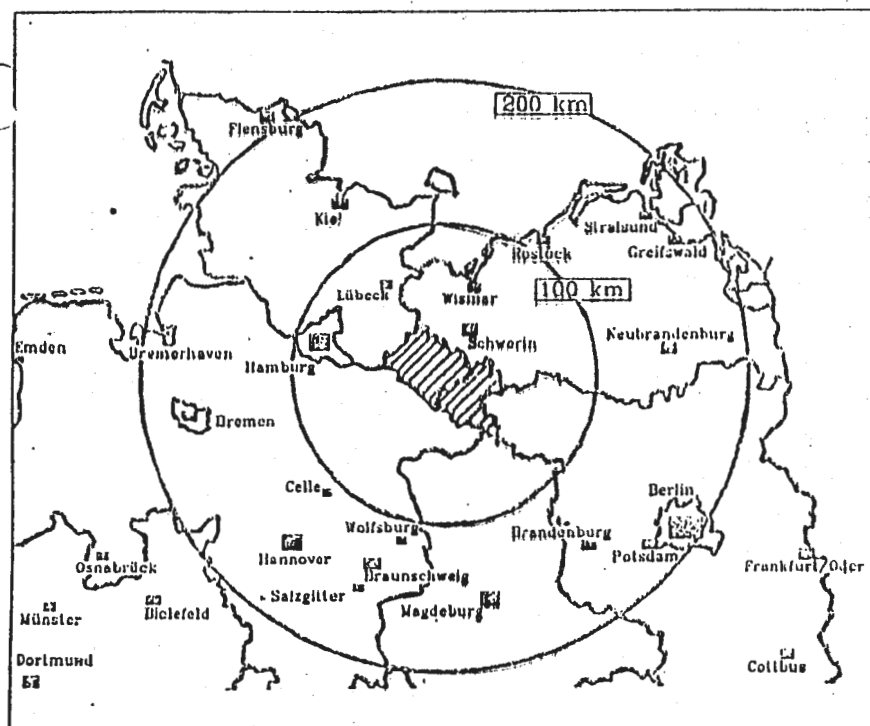 200 km
Flensburg
Kiel
Stralsund
Rostock
Greifswald
Lübeck
Wismar
100 km
Schwerin
Neubrandenburg
Emden
Bremerhaven
Hamburg
Bremen
Celle
Berlin
Wolfsburg
Brandenburg
Hannover
Potsdam
Osnabrück
Braunschweig
Frankfurt/Oder
Salzgitter
Magdeburg
Münster
Bielefeld
Dortmund
Cottbus